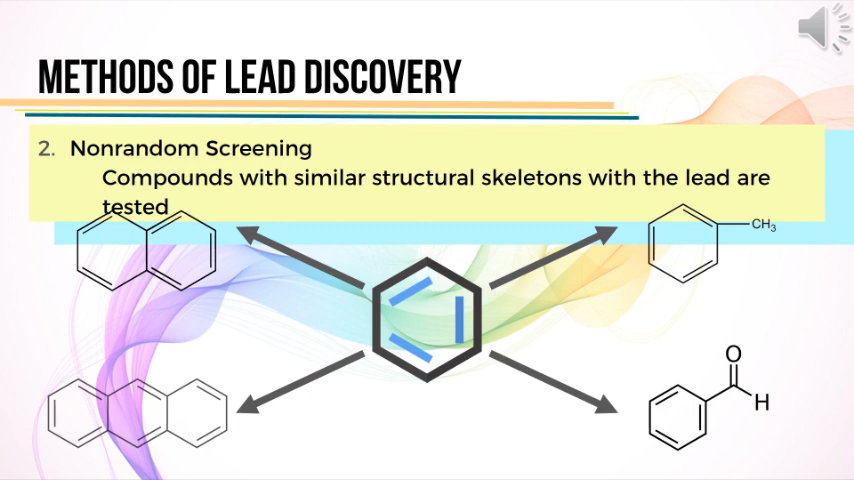 METHODS OF LEAD DISCOVERY
2. Nonrandom Screening
Compounds with similar structural skeletons with the lead are
tested
CH3
O
H